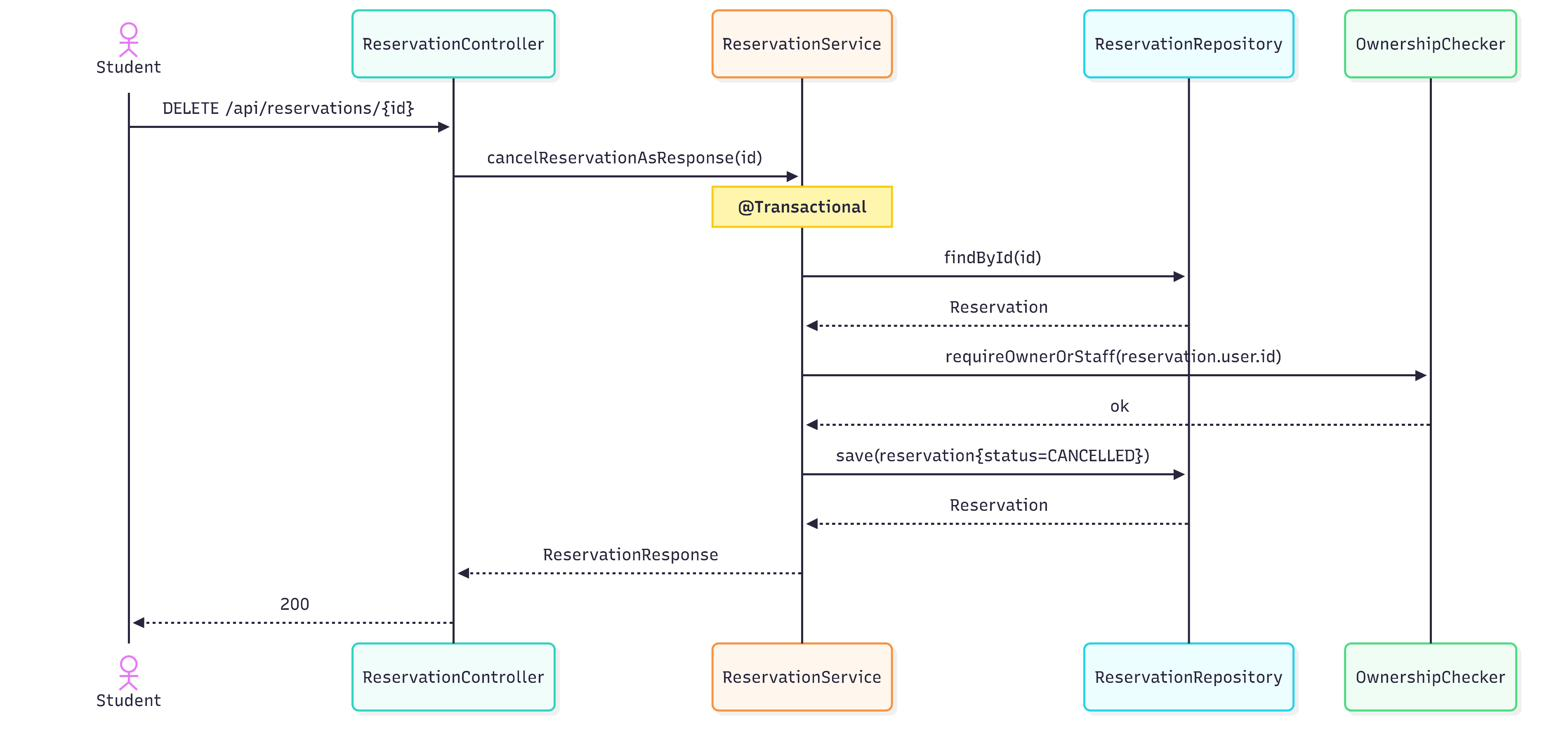 Student
ReservationController
ReservationService
ReservationRepository
OwnershipChecker
DELETE /api/reservations/{id}
cancelReservationAsResponse(id)
@Transactional
findById(id)
Reservation
requireOwnerOrStaff(reservation.user.id)
ok
save(reservation{status=CANCELLED})
Reservation
ReservationResponse
200
Student
ReservationController
ReservationService
ReservationRepository
OwnershipChecker